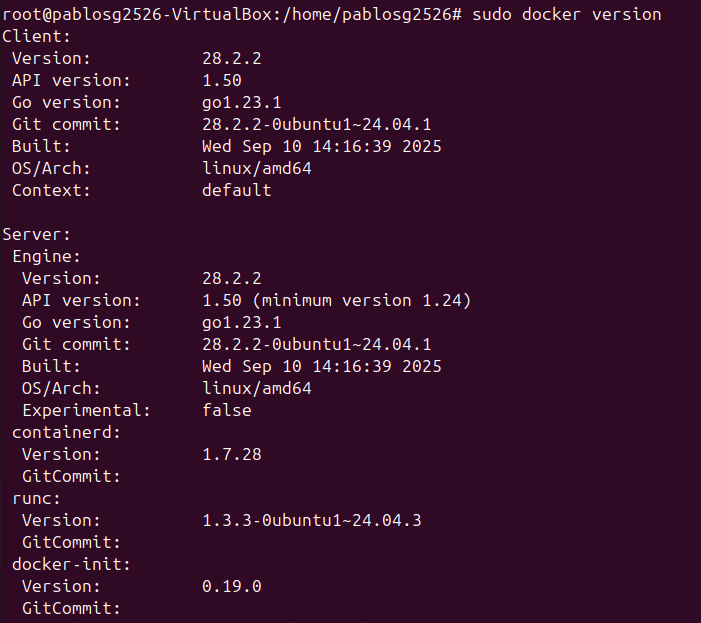 root@pablosg2526-VirtualBox:/home/pablosg2526# sudo docker version
Client:
 Version:           28.2.2
 API version:       1.50
 Go version:        go1.23.1
 Git commit:        28.2.2-0ubuntu1~24.04.1
 Built:             Wed Sep 10 14:16:39 2025
 OS/Arch:           linux/amd64
 Context:           default

Server:
 Engine:
  Version:          28.2.2
  API version:      1.50 (minimum version 1.24)
  Go version:       go1.23.1
  Git commit:       28.2.2-0ubuntu1~24.04.1
  Built:            Wed Sep 10 14:16:39 2025
  OS/Arch:          linux/amd64
  Experimental:     false
 containerd:
  Version:          1.7.28
  GitCommit:
 runc:
  Version:          1.3.3-0ubuntu1~24.04.3
  GitCommit:
 docker-init:
  Version:          0.19.0
  GitCommit: